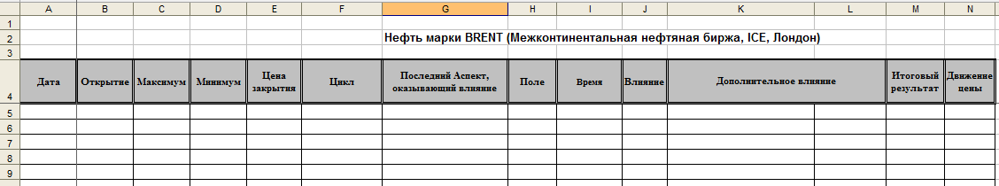 A B C D E F G H I J K L M N
1
2 Нефть марки BRENT (Межконтинентальная нефтяная биржа, ICE, Лондон)
3
4 Дата Открытие Максимум Минимум Цена закрытия Цикл Последний Аспект, оказывающий влияние Поле Время Влияние Дополнительное влияние Итоговый результат Движение цены
5
6
7
8
9